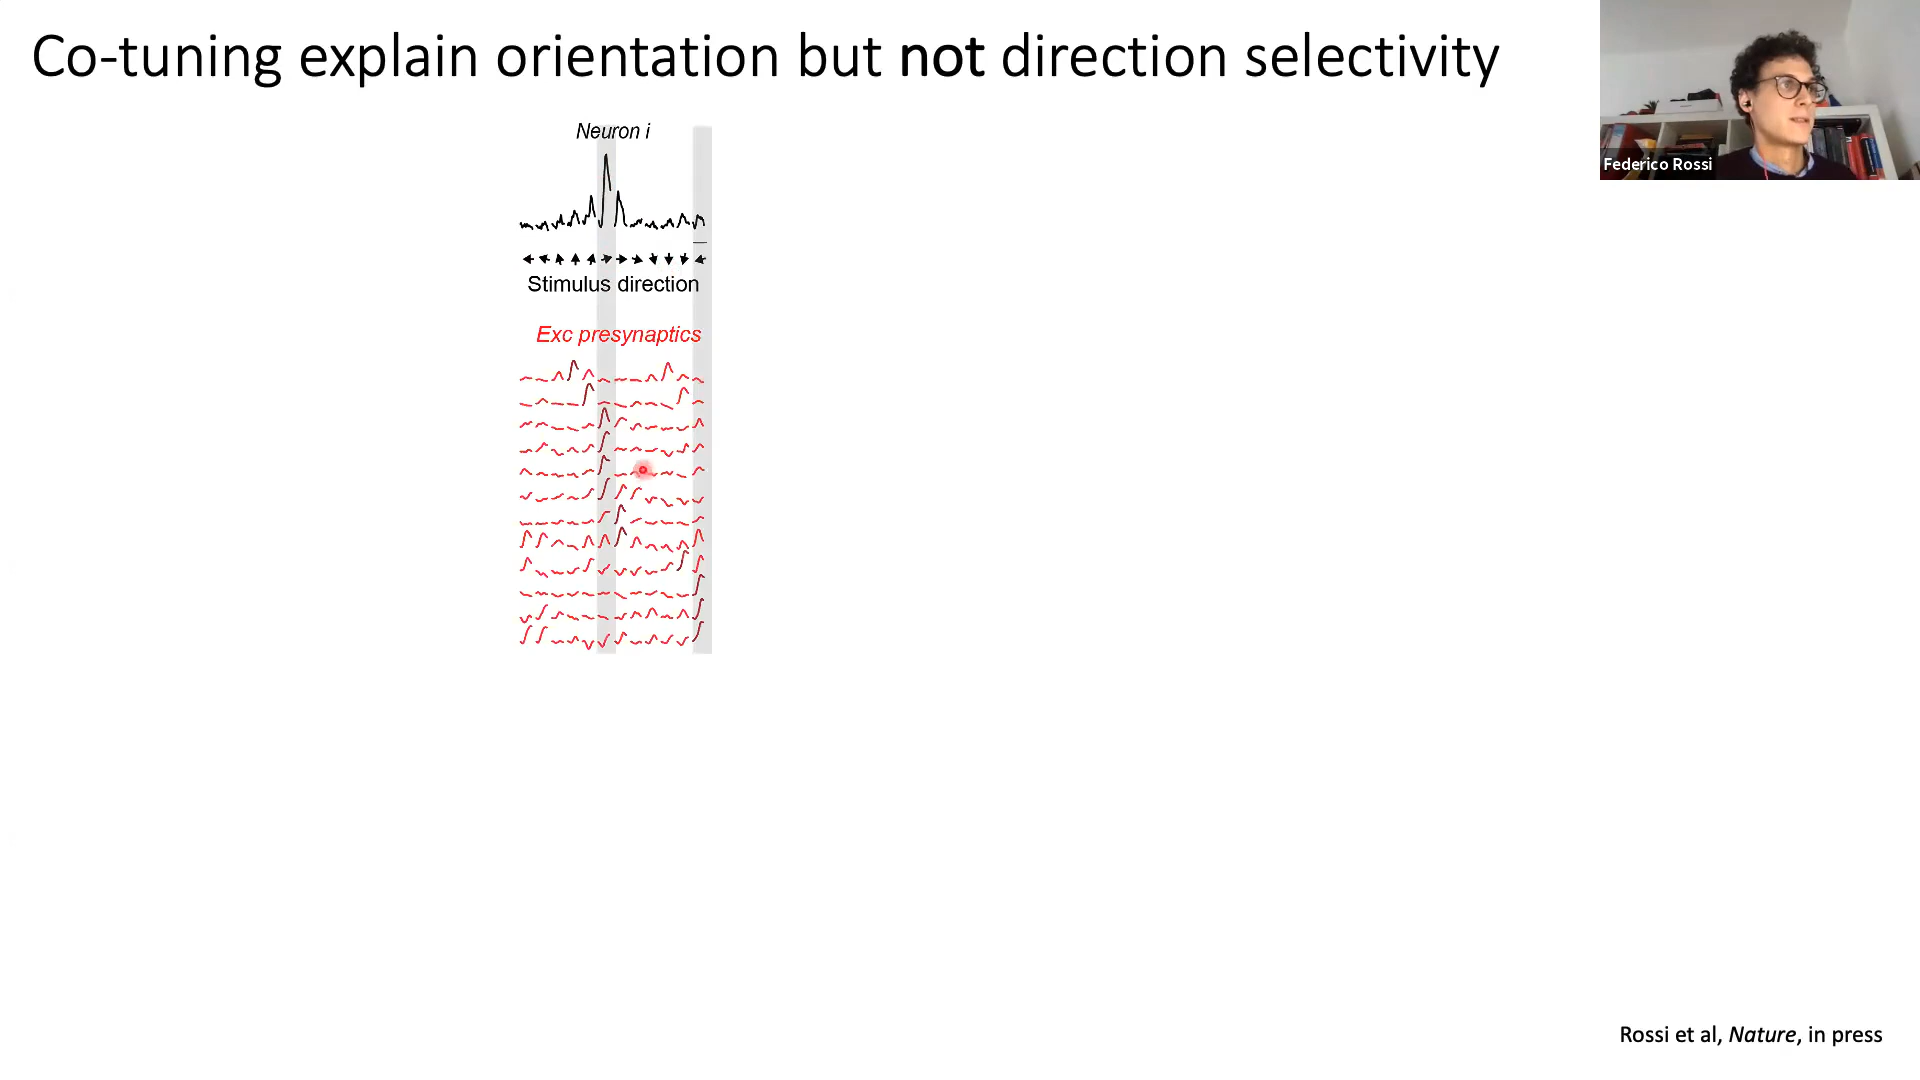 Co-tuning explain orientation but not direction selectivity
Federico Rossi
Neuron i
Stimulus direction
Exc presynaptics
Rossi et al, Nature, in press